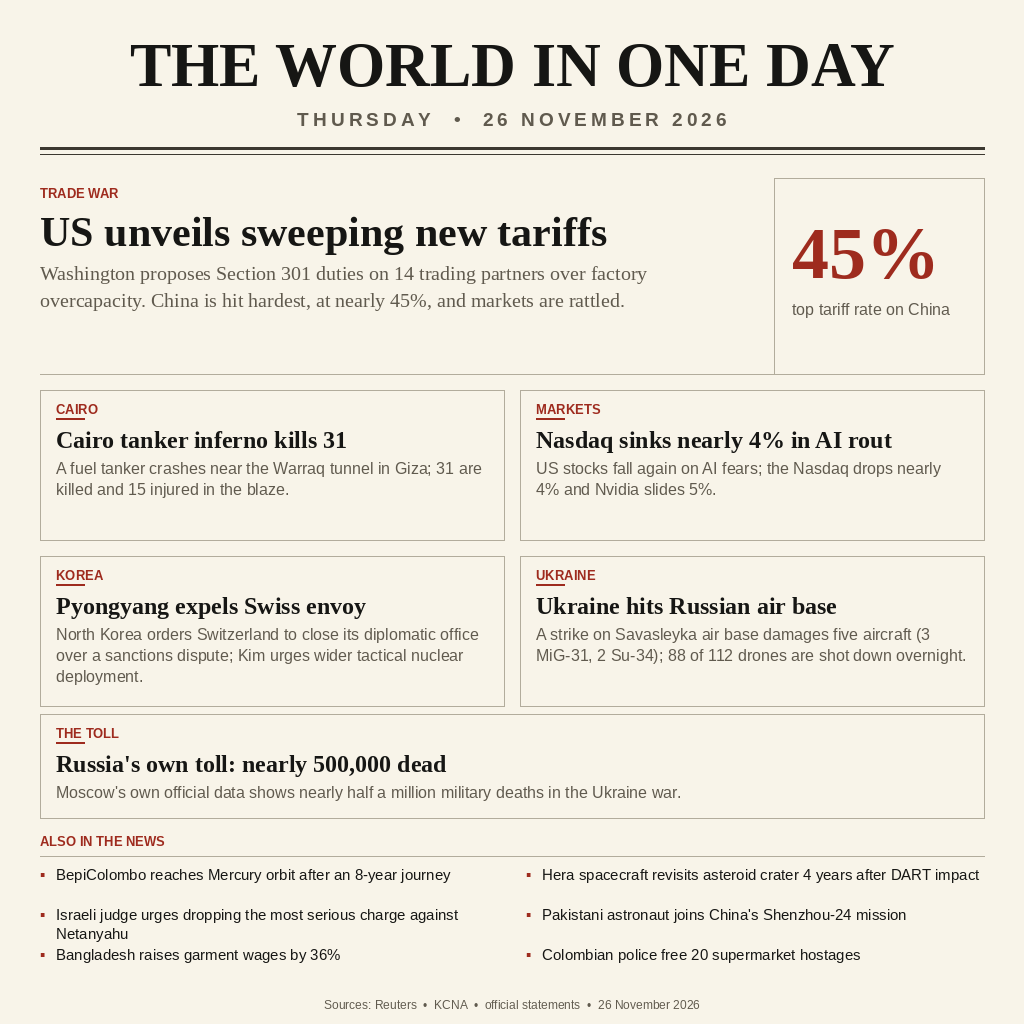 THE WORLD IN ONE DAY
THURSDAY • 26 NOVEMBER 2026
TRADE WAR
US unveils sweeping new tariffs
Washington proposes Section 301 duties on 14 trading partners over factory
overcapacity. China is hit hardest, at nearly 45%, and markets are rattled.
45%
top tariff rate on China
CAIRO
Cairo tanker inferno kills 31
A fuel tanker crashes near the Warraq tunnel in Giza; 31 are
killed and 15 injured in the blaze.
MARKETS
Nasdaq sinks nearly 4% in AI rout
US stocks fall again on AI fears; the Nasdaq drops nearly
4% and Nvidia slides 5%.
KOREA
Pyongyang expels Swiss envoy
North Korea orders Switzerland to close its diplomatic office
over a sanctions dispute; Kim urges wider tactical nuclear
deployment.
UKRAINE
Ukraine hits Russian air base
A strike on Savasleyka air base damages five aircraft (3
MiG-31, 2 Su-34); 88 of 112 drones are shot down overnight.
THE TOLL
Russia's own toll: nearly 500,000 dead
Moscow's own official data shows nearly half a million military deaths in the Ukraine war.
ALSO IN THE NEWS
▪ BepiColombo reaches Mercury orbit after an 8-year journey
▪ Hera spacecraft revisits asteroid crater 4 years after DART impact
▪ Israeli judge urges dropping the most serious charge against
Netanyahu
▪ Pakistani astronaut joins China's Shenzhou-24 mission
▪ Bangladesh raises garment wages by 36%
▪ Colombian police free 20 supermarket hostages
Sources: Reuters • KCNA • official statements • 26 November 2026